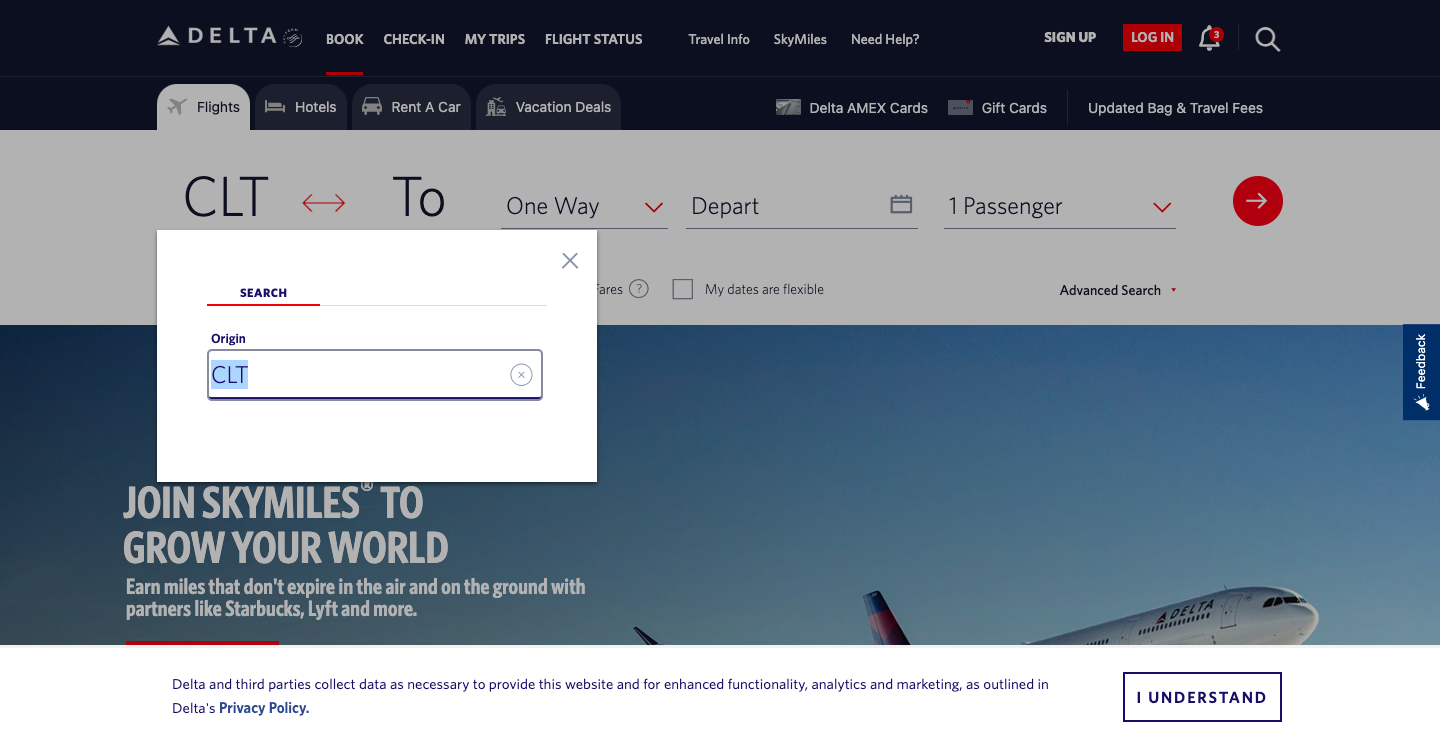 DELTA
BOOK
CHECK-IN
MY TRIPS
FLIGHT STATUS
Travel Info
SkyMiles
Need Help?
SIGN UP
LOG IN
3
Flights
Hotels
Rent A Car
Vacation Deals
Delta AMEX Cards
Gift Cards
Updated Bag & Travel Fees
CLT
To
One Way
Depart
1 Passenger
Fares
?
My dates are flexible
Advanced Search
SEARCH
Origin
CLT
Feedback
JOIN SKYMILES® TO
GROW YOUR WORLD
Earn miles that don't expire in the air and on the ground with
partners like Starbucks, Lyft and more.
DELTA
Delta and third parties collect data as necessary to provide this website and for enhanced functionality, analytics and marketing, as outlined in
Delta's Privacy Policy.
I UNDERSTAND